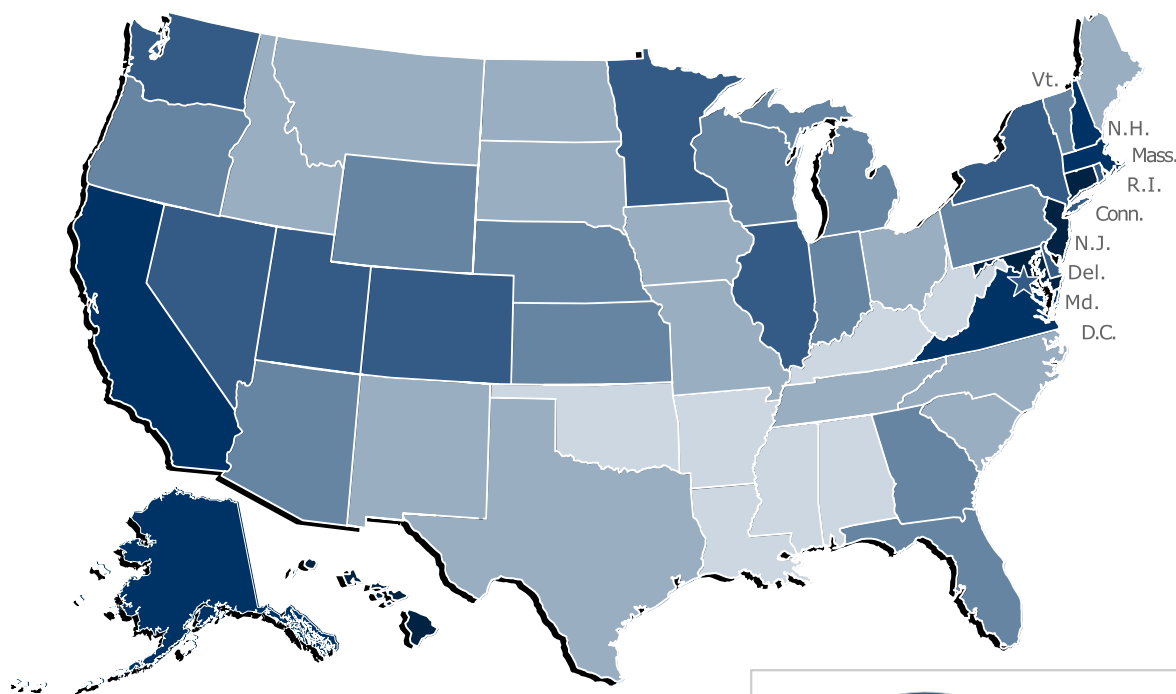 Vt.
N.H.
Mass.
R.I.
Conn.
N.J.
Del.
Md.
D.C.